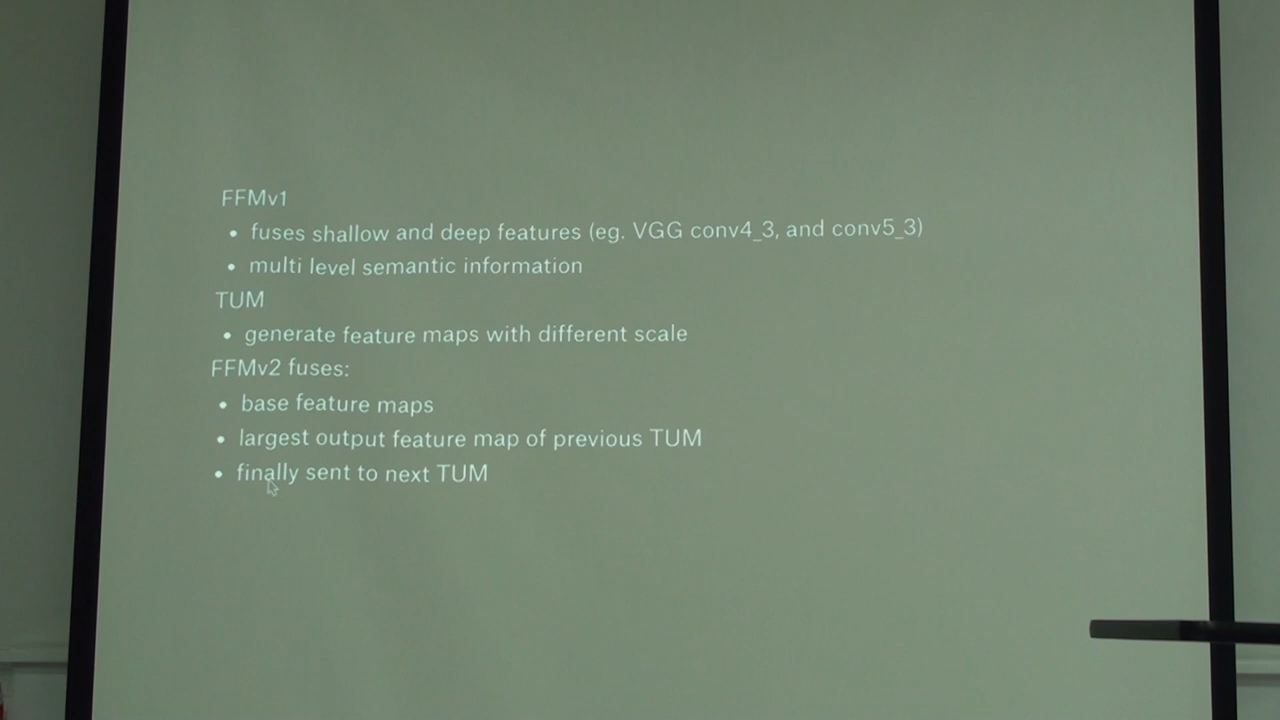 FFMv1
• fuses shallow and deep features (eg. VGG conv4_3, and conv5_3)
• multi level semantic information
TUM
• generate feature maps with different scale
FFMv2 fuses:
• base feature maps
• largest output feature map of previous TUM
• finally sent to next TUM